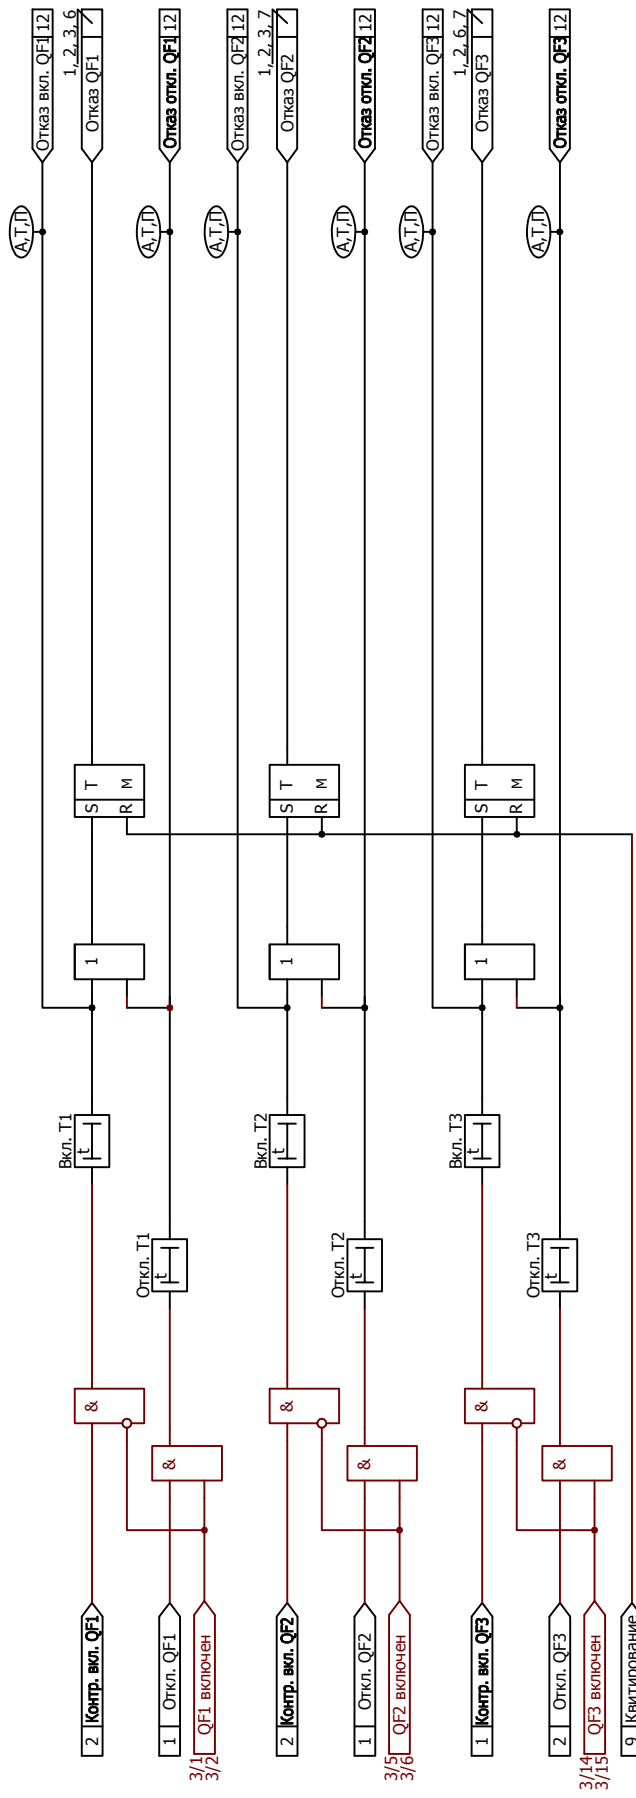 Отказ вкл. QF1 12
1, 2, 3, 6
Отказ QF1
Отказ откл. QF1 12
А,Т,П
А,Т,П
S T
R M
1
Вкл. T1
t
Откл. T1
t
&
&
2 Контр. вкл. QF1
1 Откл. QF1
3/1
3/2
QF1 включен
Отказ вкл. QF2 12
1, 2, 3, 7
Отказ QF2
Отказ откл. QF2 12
А,Т,П
А,Т,П
S T
R M
1
Вкл. T2
t
Откл. T2
t
&
&
2 Контр. вкл. QF2
1 Откл. QF2
3/5
3/6
QF2 включен
Отказ вкл. QF3 12
1, 2, 6, 7
Отказ QF3
Отказ откл. QF3 12
А,Т,П
А,Т,П
S T
R M
1
Вкл. T3
t
Откл. T3
t
&
&
1 Контр. вкл. QF3
2 Откл. QF3
3/14
3/15
QF3 включен
9 Квитирование